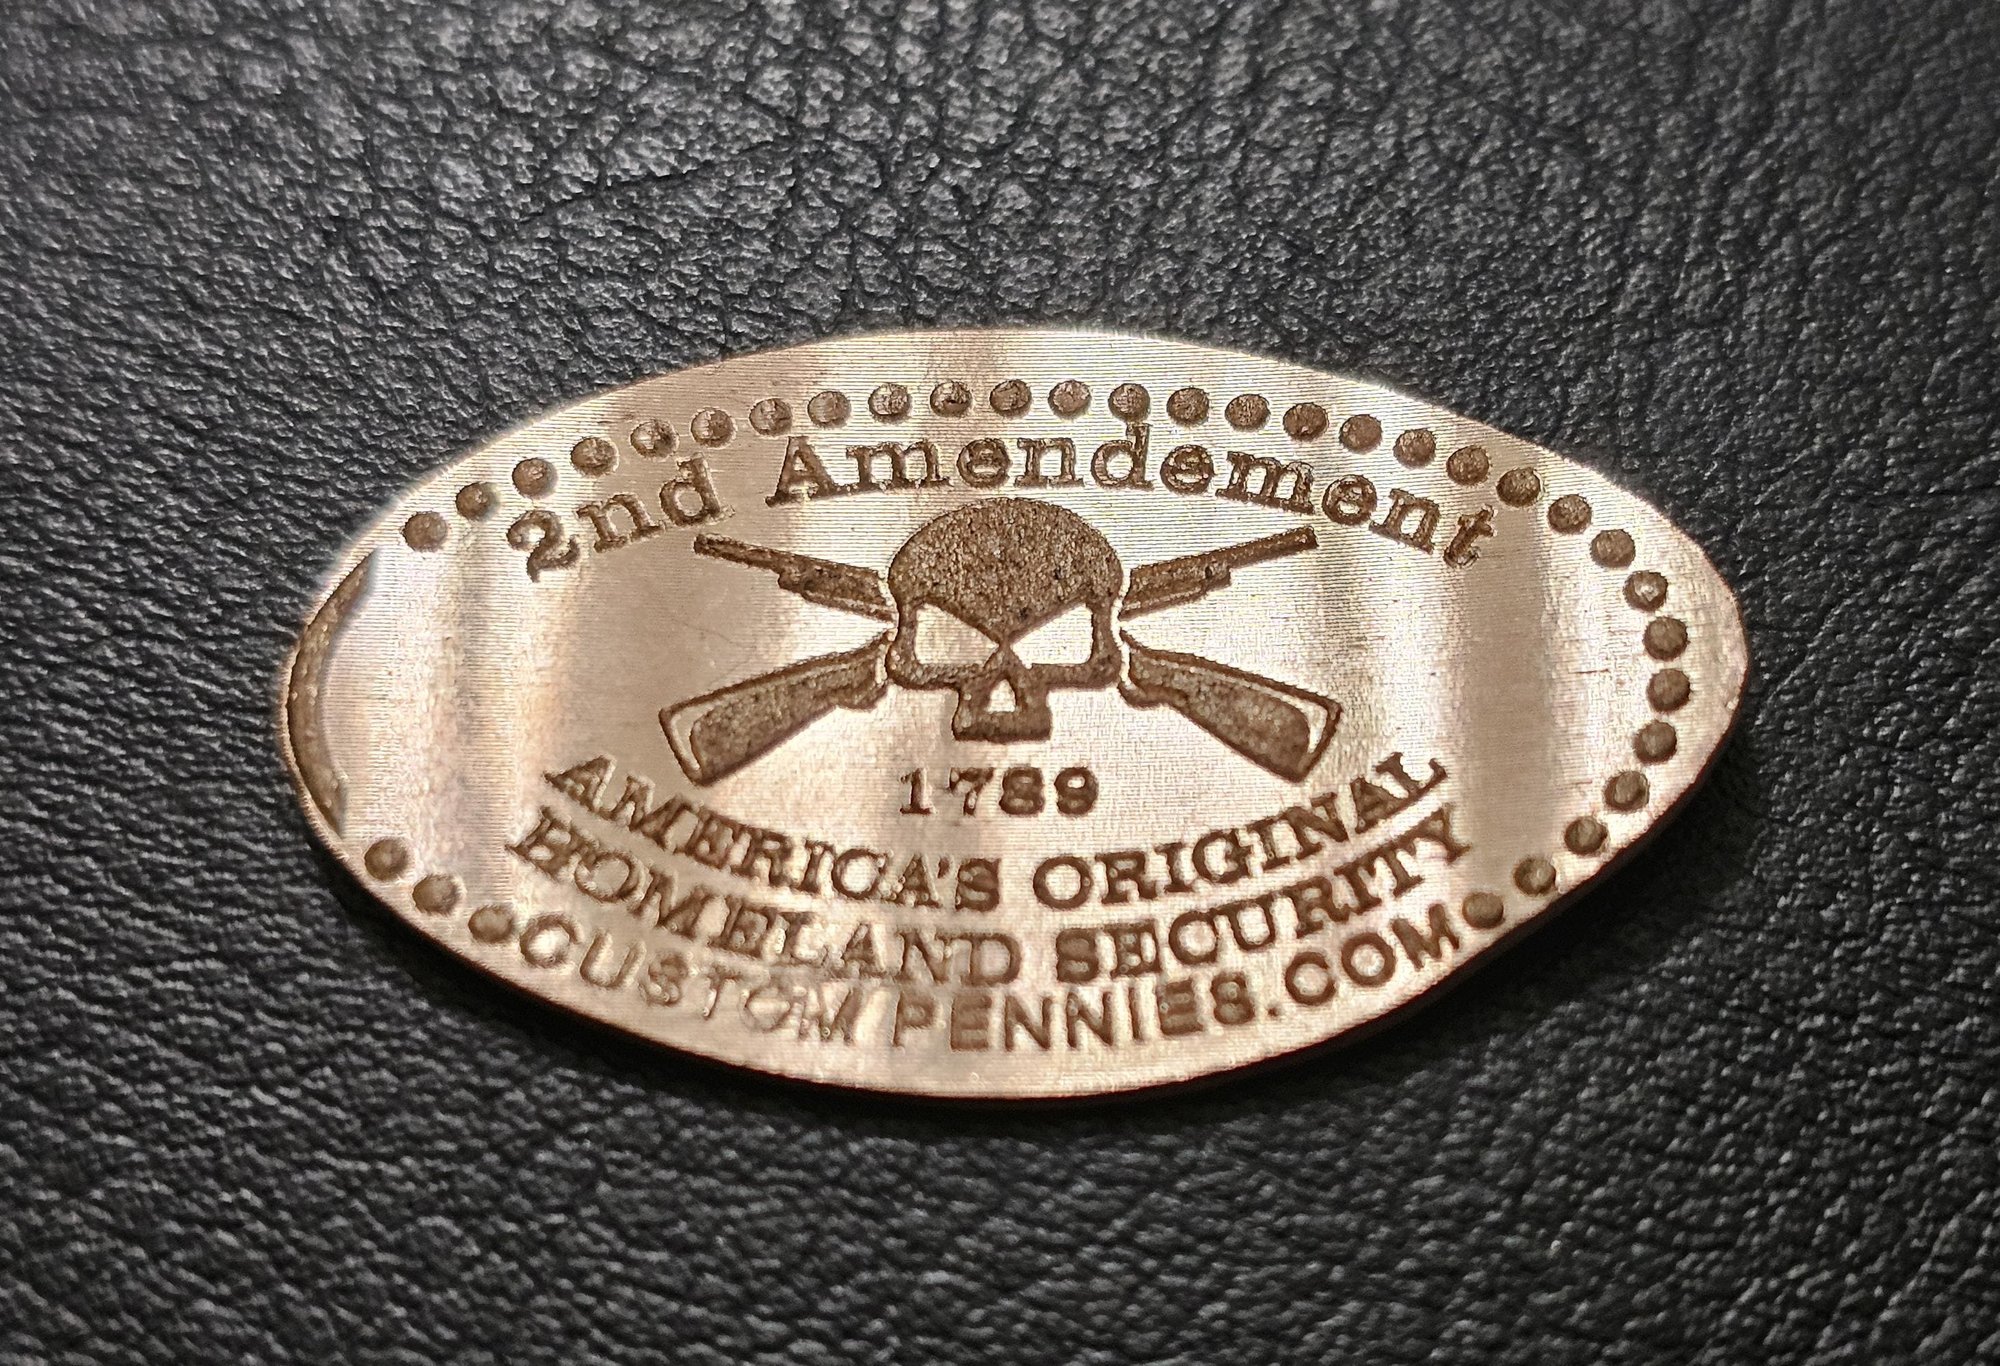 2nd Amendement
1789
AMERICA'S ORIGINAL
HOMELAND SECURITY
CUSTOM PENNIES.COM